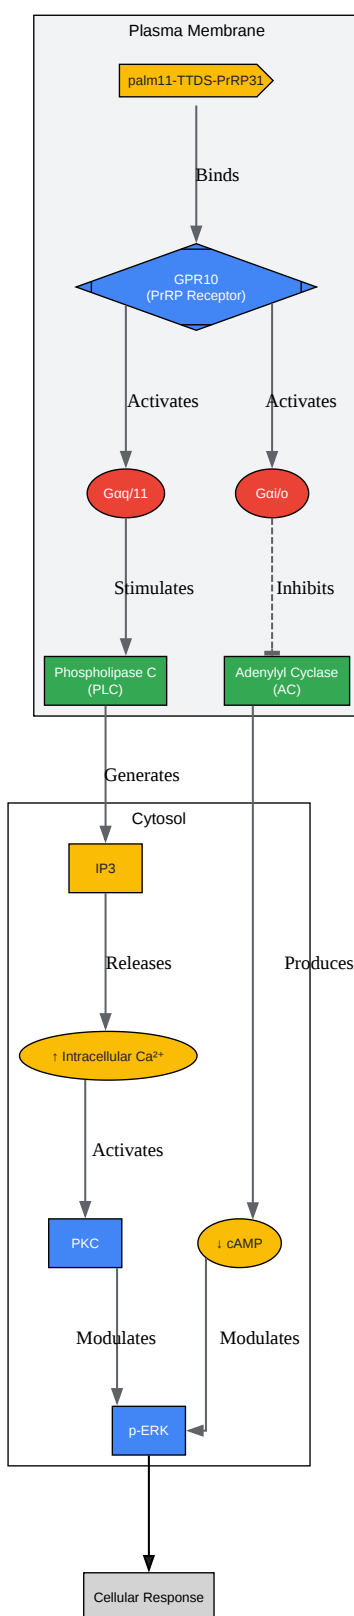 Plasma Membrane
palm11-TTDS-PrRP31
Binds
GPR10
(PrRP Receptor)
Activates
Activates
Gαq/11
Gαi/o
Stimulates
Inhibits
Phospholipase C
(PLC)
Adenylyl Cyclase
(AC)
Generates
Cytosol
IP3
Releases
Produces
↑ Intracellular Ca²⁺
Activates
PKC
↓ cAMP
Modulates
Modulates
p-ERK
Cellular Response